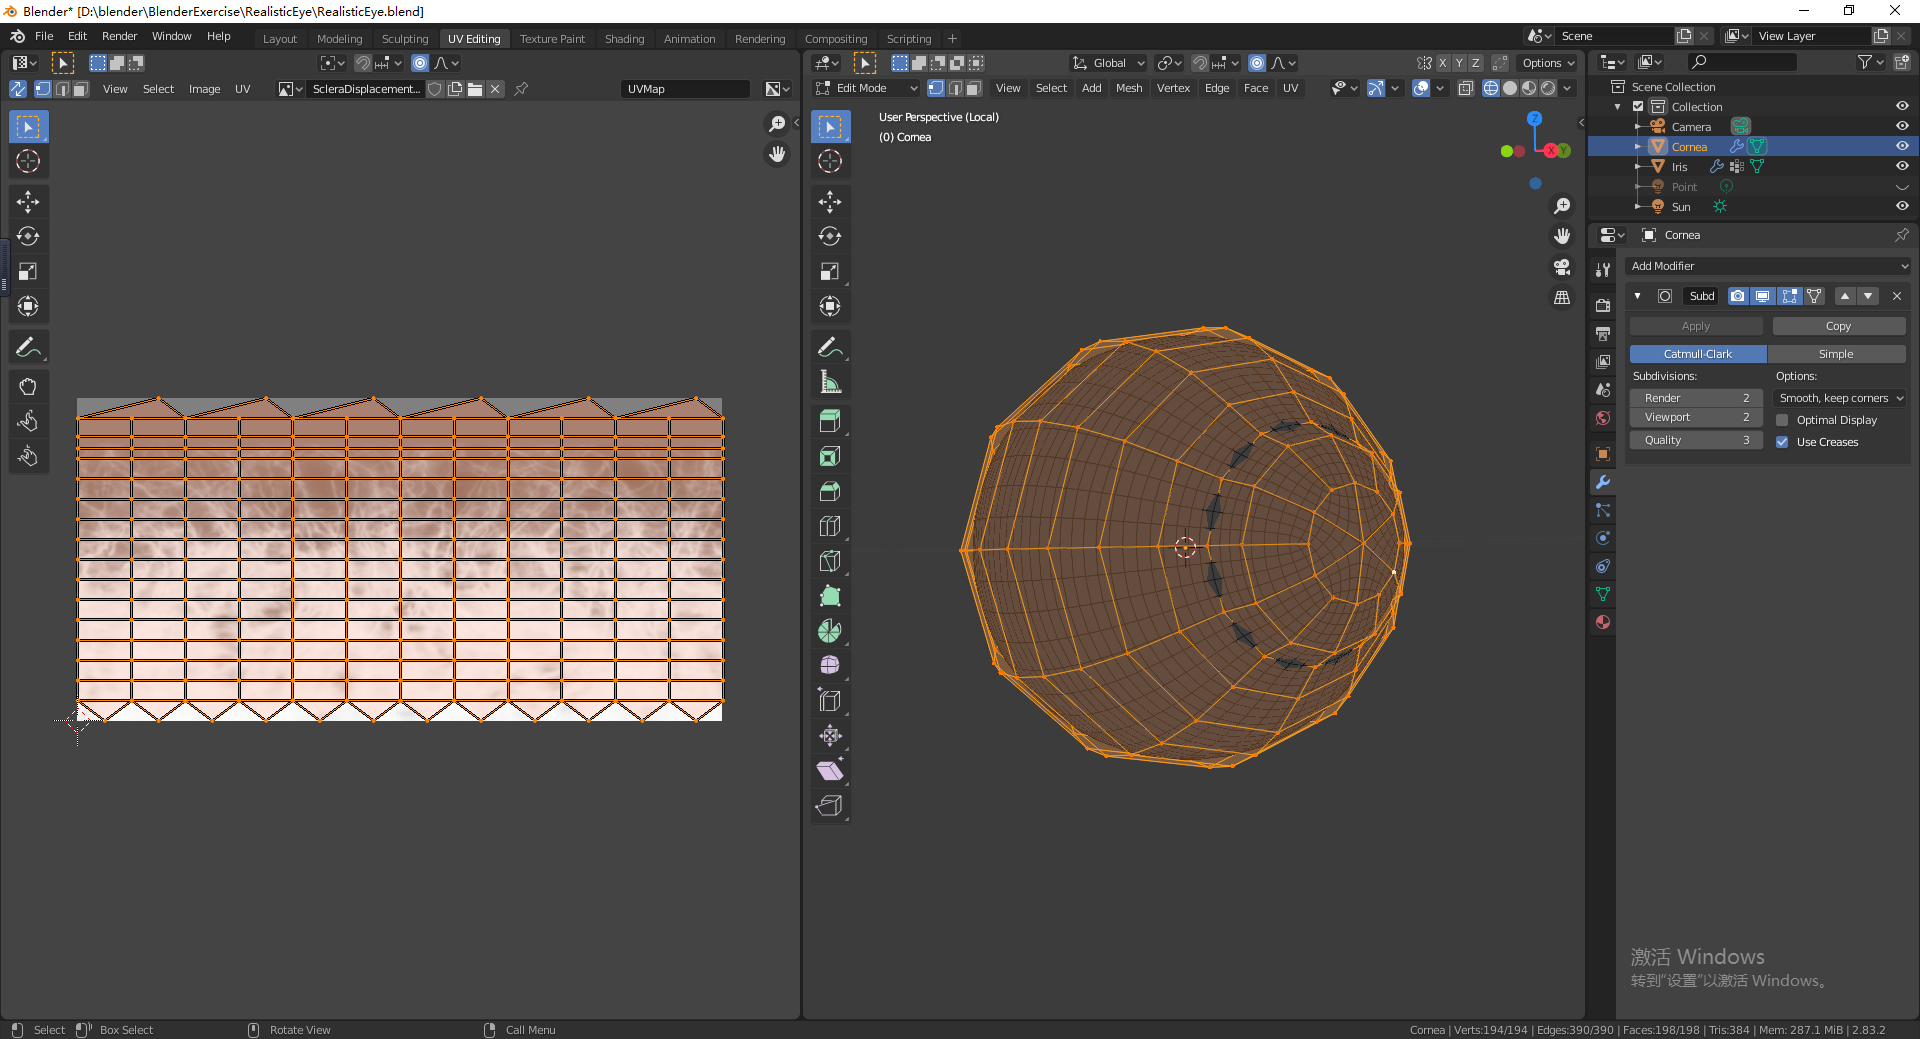 Blender* [D:\blender\BlenderExercise\RealisticEye\RealisticEye.blend]
File Edit Render Window Help Layout Modeling Sculpting UV Editing Texture Paint Shading Animation Rendering Compositing Scripting + Scene View Layer
Global X Y Z Options
View Select Image UV ScleraDisplacement... UVMap Edit Mode View Select Add Mesh Vertex Edge Face UV
User Perspective (Local)
(0) Cornea
Z
X
Y
Scene Collection
Collection
Camera
Cornea
Iris
Point
Sun
Cornea
Add Modifier
Subd
Apply Copy
Catmull-Clark Simple
Subdivisions: Options:
Render 2 Smooth, keep corners
Viewport 2 Optimal Display
Quality 3 Use Creases
激活 Windows
转到“设置”以激活 Windows。
Select Box Select Rotate View Call Menu Cornea | Verts:194/194 | Edges:390/390 | Faces:198/198 | Tris:384 | Mem: 287.1 MiB | 2.83.2